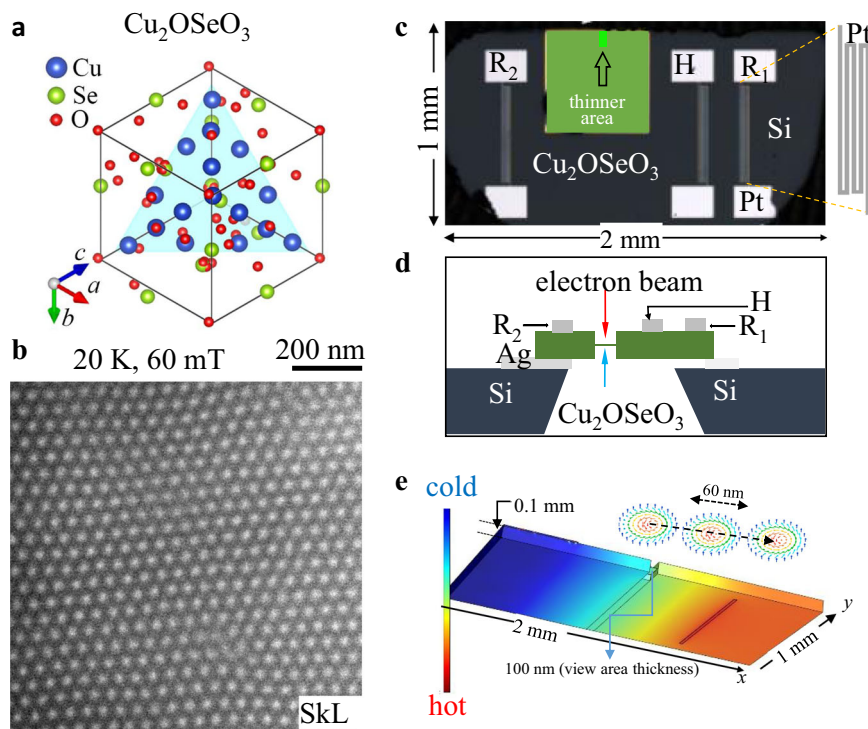 a
Cu₂OSeO₃
Cu
Se
O
c
a
b
b
20 K, 60 mT
200 nm
SkL
c
Pt
R₂
H
R₁
thinner
area
Si
Cu₂OSeO₃
Pt
1 mm
2 mm
d
electron beam
H
R₂
R₁
Ag
Si
Si
Cu₂OSeO₃
e
cold
60 nm
0.1 mm
y
2 mm
1 mm
100 nm (view area thickness)
x
hot